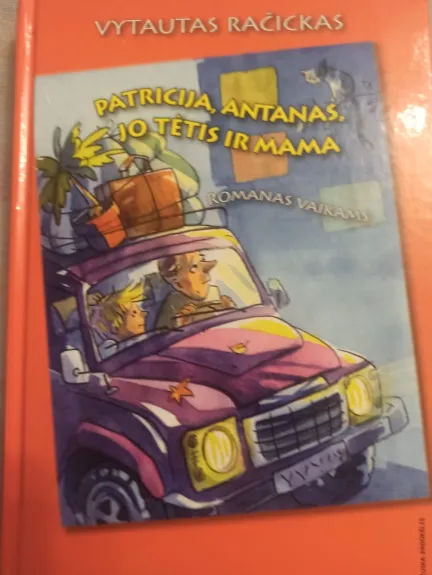 VYTAUTAS RAČICKAS
PATRICIJA, ANTANAS,
JO TĖTIS IR MAMA
ROMANAS VAIKAMS